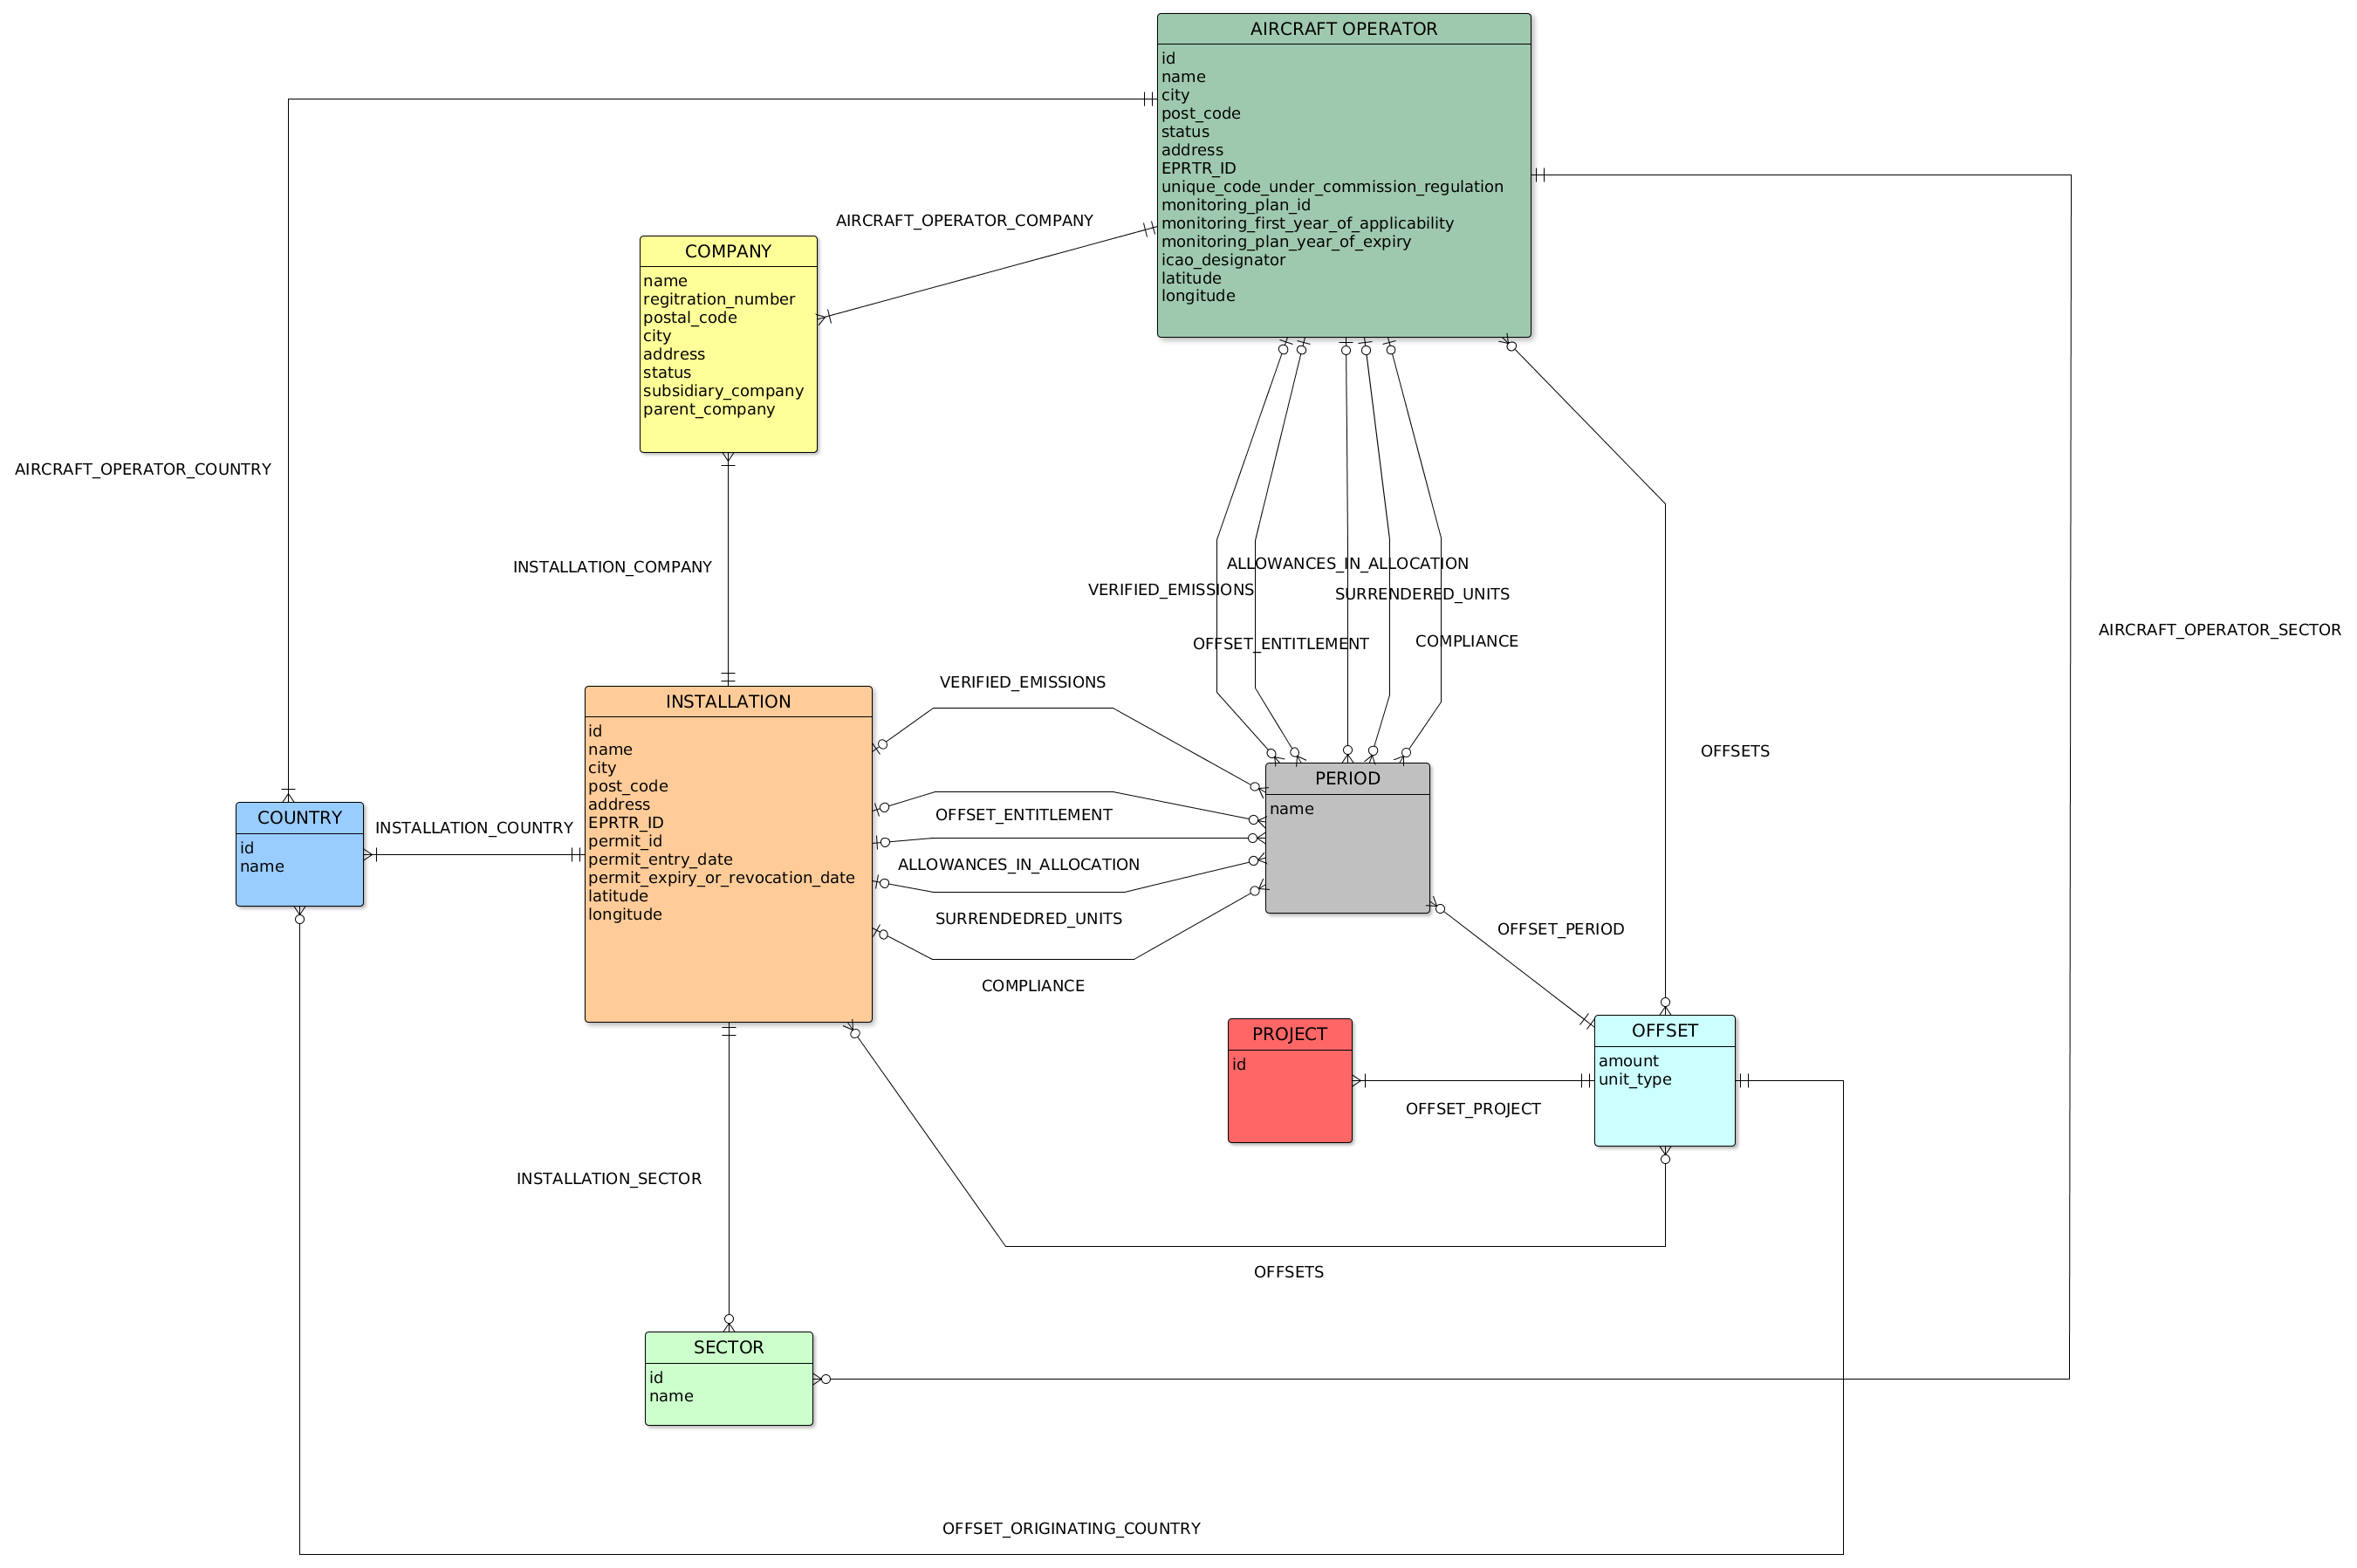 AIRCRAFT OPERATOR
id
name
city
post_code
status
address
EPRTR_ID
unique_code_under_commission_regulation
monitoring_plan_id
monitoring_first_year_of_applicability
monitoring_plan_year_of_expiry
icao_designator
latitude
longitude
AIRCRAFT_OPERATOR_COMPANY
COMPANY
name
regitration_number
postal_code
city
address
status
subsidiary_company
parent_company
AIRCRAFT_OPERATOR_COUNTRY
INSTALLATION_COMPANY
ALLOWANCES_IN_ALLOCATION
VERIFIED_EMISSIONS
SURRENDERED_UNITS
OFFSET_ENTITLEMENT
COMPLIANCE
AIRCRAFT_OPERATOR_SECTOR
OFFSETS
INSTALLATION
id
name
city
post_code
address
EPRTR_ID
permit_id
permit_entry_date
permit_expiry_or_revocation_date
latitude
longitude
VERIFIED_EMISSIONS
OFFSET_ENTITLEMENT
ALLOWANCES_IN_ALLOCATION
SURRENDEDRED_UNITS
COMPLIANCE
PERIOD
name
COUNTRY
id
name
INSTALLATION_COUNTRY
OFFSET_PERIOD
PROJECT
id
OFFSET_PROJECT
OFFSET
amount
unit_type
INSTALLATION_SECTOR
OFFSETS
SECTOR
id
name
OFFSET_ORIGINATING_COUNTRY